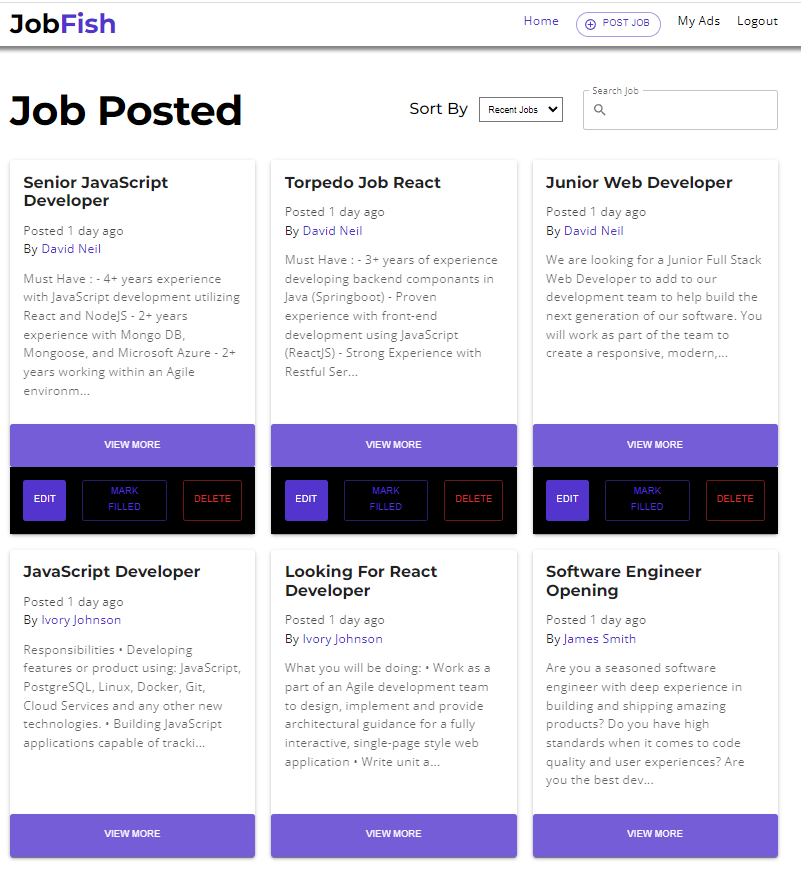 JobFish
Home
POST JOB
My Ads
Logout
Job Posted
Sort By
Recent Jobs
Search Job
Senior JavaScript
Developer
Posted 1 day ago
By David Neil
Must Have : - 4+ years experience
with JavaScript development utilizing
React and NodeJS - 2+ years
experience with Mongo DB,
Mongoose, and Microsoft Azure - 2+
years working within an Agile
environm...
VIEW MORE
EDIT
MARK
FILLED
DELETE
Torpedo Job React
Posted 1 day ago
By David Neil
Must Have : - 3+ years of experience
developing backend componants in
Java (Springboot) - Proven
experience with front-end
development using JavaScript
(ReactJS) - Strong Experience with
Restful Ser...
VIEW MORE
EDIT
MARK
FILLED
DELETE
Junior Web Developer
Posted 1 day ago
By David Neil
We are looking for a Junior Full Stack
Web Developer to add to our
development team to help build the
next generation of our software. You
will work as part of the team to
create a responsive, modern,...
VIEW MORE
EDIT
MARK
FILLED
DELETE
JavaScript Developer
Posted 1 day ago
By Ivory Johnson
Responsibilities • Developing
features or product using: JavaScript,
PostgreSQL, Linux, Docker, Git,
Cloud Services and any other new
technologies. • Building JavaScript
applications capable of tracki...
VIEW MORE
Looking For React
Developer
Posted 1 day ago
By Ivory Johnson
What you will be doing: • Work as a
part of an Agile development team
to design, implement and provide
architectural guidance for a fully
interactive, single-page style web
application • Write unit a...
VIEW MORE
Software Engineer
Opening
Posted 1 day ago
By James Smith
Are you a seasoned software
engineer with deep experience in
building and shipping amazing
products? Do you have high
standards when it comes to code
quality and user experiences? Are
you the best dev...
VIEW MORE